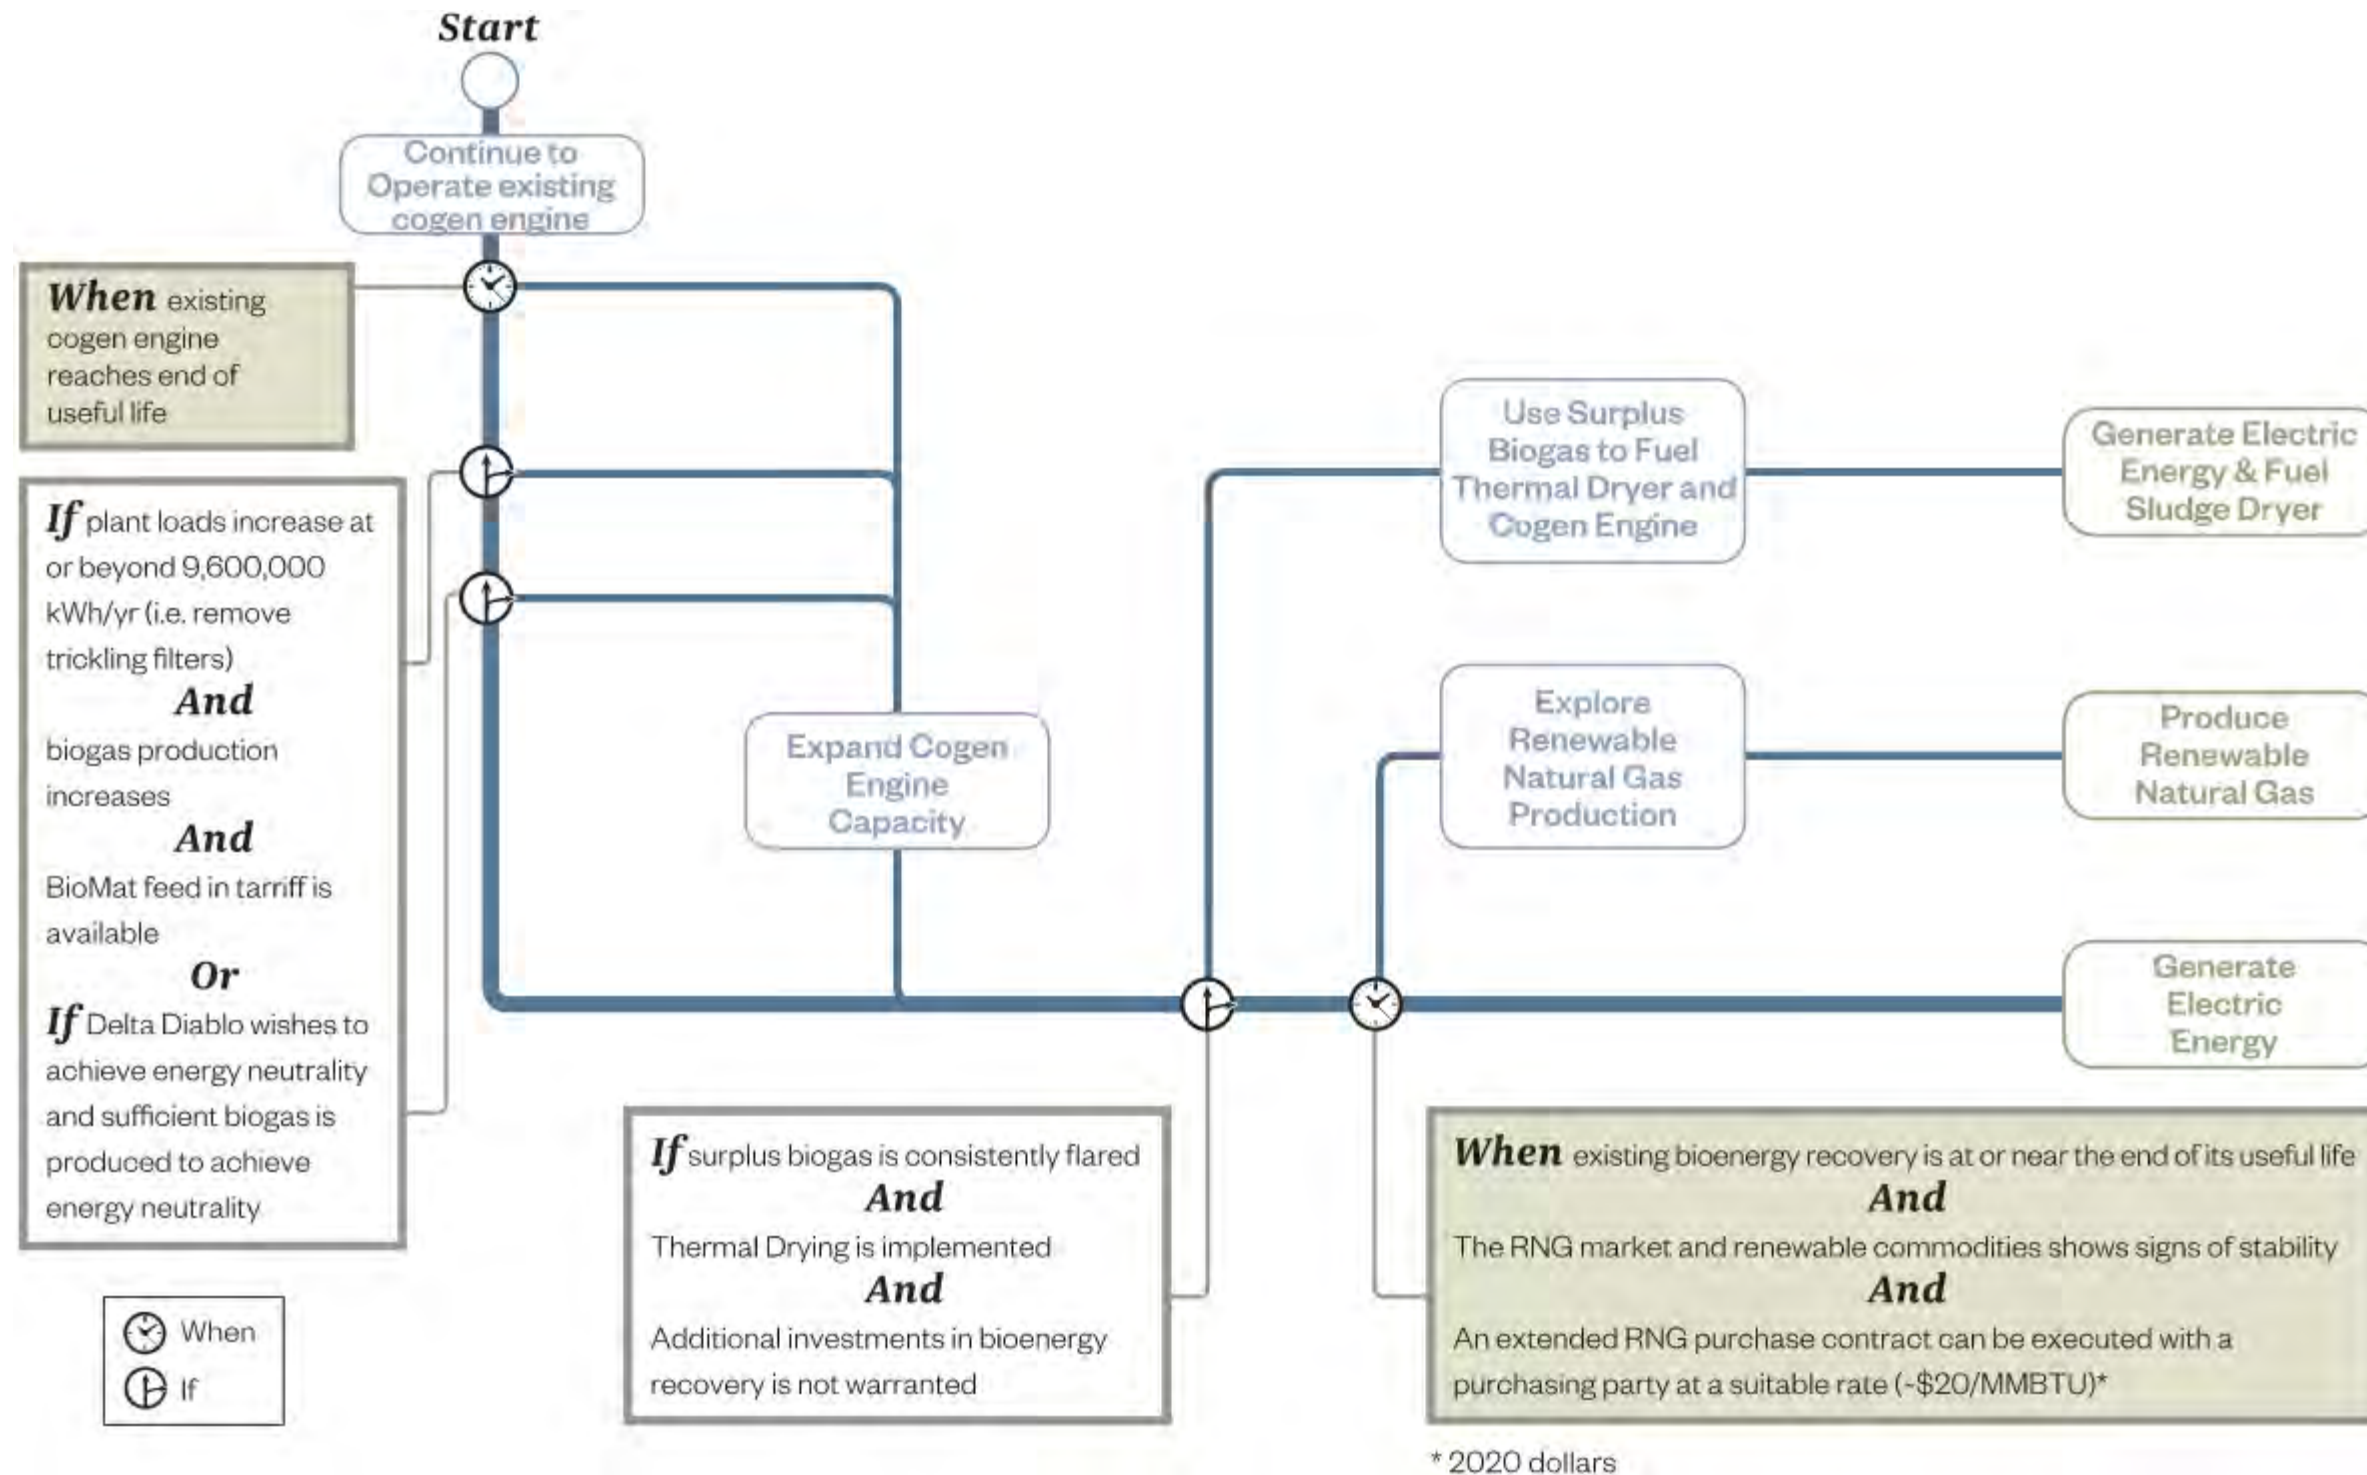 Start
Continue to
Operate existing
cogen engine
When existing
cogen engine
reaches end of
useful life
If plant loads increase at
or beyond 9,600,000
kWh/yr (i.e. remove
trickling filters)
And
biogas production
increases
And
BioMat feed in tarriff is
available
Or
If Delta Diablo wishes to
achieve energy neutrality
and sufficient biogas is
produced to achieve
energy neutrality
When
If
Expand Cogen
Engine
Capacity
Use Surplus
Biogas to Fuel
Thermal Dryer and
Cogen Engine
Generate Electric
Energy & Fuel
Sludge Dryer
Explore
Renewable
Natural Gas
Production
Produce
Renewable
Natural Gas
Generate
Electric
Energy
If surplus biogas is consistently flared
And
Thermal Drying is implemented
And
Additional investments in bioenergy
recovery is not warranted
When existing bioenergy recovery is at or near the end of its useful life
And
The RNG market and renewable commodities shows signs of stability
And
An extended RNG purchase contract can be executed with a
purchasing party at a suitable rate (~$20/MMBTU)*
* 2020 dollars